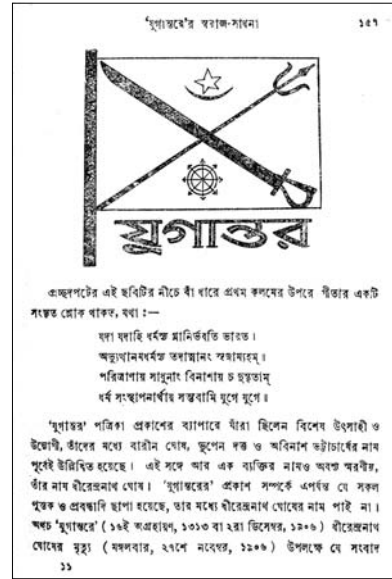 'যুগান্তরে'র স্বরাজ-সাধনা ১৫৭
যুগান্তর
প্রচ্ছদপটের এই ছবিটির নীচে বাঁ ধারে প্রথম কলমের উপরে গীতার একটি
সংস্কৃত শ্লোক থাকত, যথা :—
যদা যদাহি ধর্মস্য গ্লানির্ভবতি ভারত।
অভ্যুত্থানমধর্মস্য তদাত্মানং সৃজাম্যহম্॥
পরিত্রাণায় সাধুনাং বিনাশায় চ দুষ্কৃতাম্
ধর্ম সংস্থাপনার্থায় সম্ভবামি যুগে যুগে॥
'যুগান্তর' পত্রিকা প্রকাশের ব্যাপারে যাঁরা ছিলেন বিশেষ উৎসাহী ও
উদ্যোগী, তাঁদের মধ্যে বারীন ঘোষ, ভূপেন দত্ত ও অবিনাশ ভট্টাচার্যের নাম
পূর্বেই উল্লিখিত হয়েছে। এই সঙ্গে আর এক ব্যক্তির নামও অবশ্য স্মরণীয়,
তাঁর নাম ধীরেন্দ্রনাথ ঘোষ। 'যুগান্তরের' প্রকাশ সম্পর্কে এপর্যন্ত যে সকল
পুস্তক ও প্রবন্ধাদি ছাপা হয়েছে, তার মধ্যে ধীরেন্দ্রনাথ ঘোষের নাম পাই না।
অথচ 'যুগান্তরে' (১৬ই অগ্রহায়ণ, ১৩১৩ বা ২রা ডিসেম্বর, ১৯০৬) ধীরেন্দ্রনাথ
ঘোষের মৃত্যু (মঙ্গলবার, ২৭শে নবেম্বর, ১৯০৬) উপলক্ষে যে সংবাদ
১১